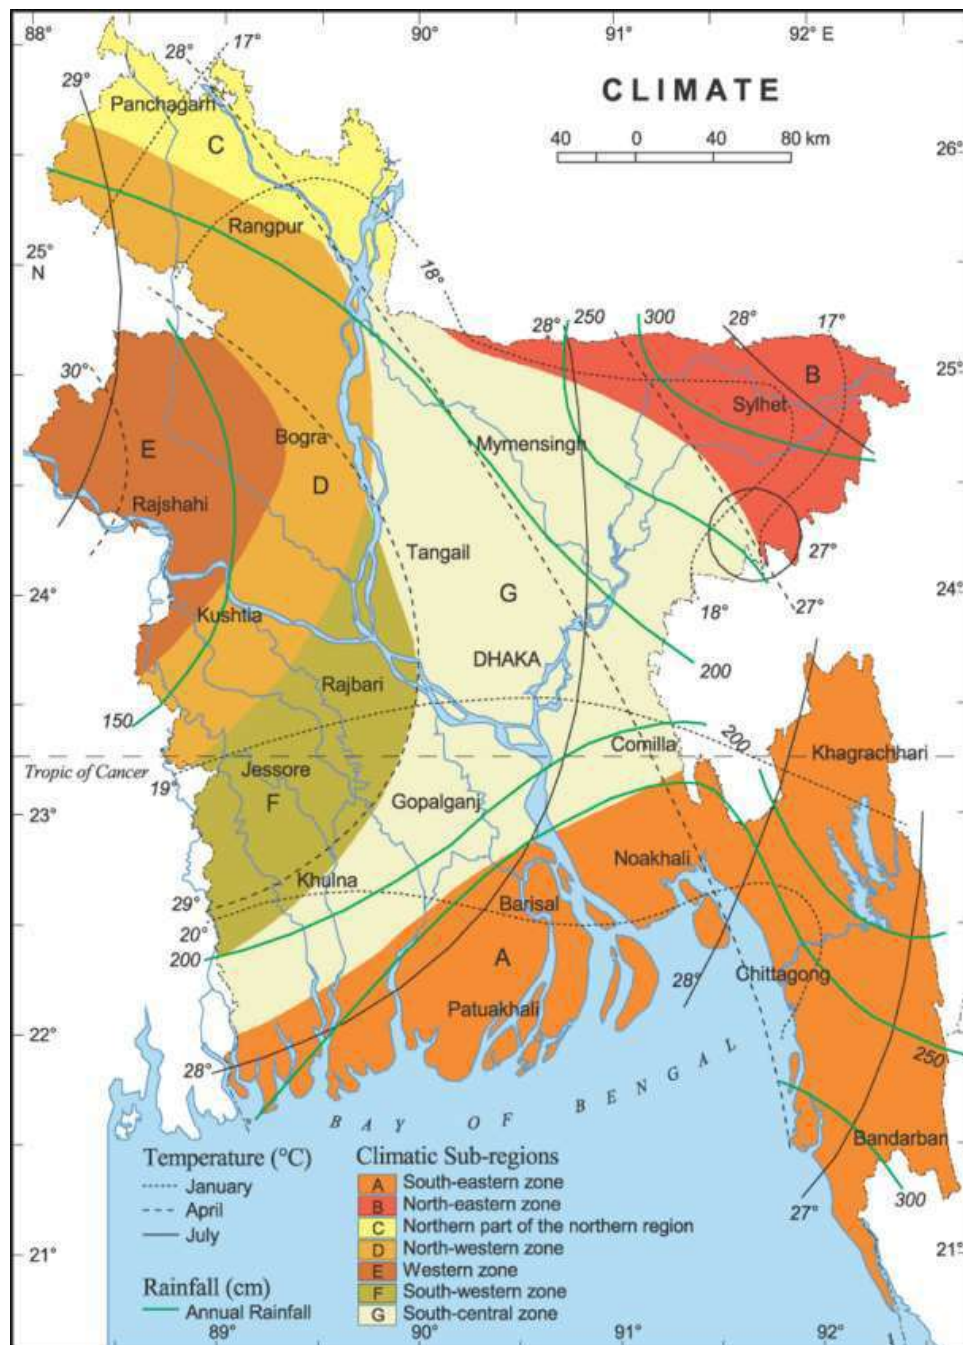 88°
90°
91°
92° E
CLIMATE
40 0 40 80 km
28°
17°
29°
Panchagarh
C
26°
Rangpur
25°
N
18°
28°
250
300
28°
17°
B
25°
30°
Sylhet
Bogra
Mymensingh
E
D
Rajshahi
Tangail
27°
24°
G
24°
18°
27°
Kushtia
DHAKA
200
Rajbari
150
Comilla
200
Khagrachhari
Tropic of Cancer
Jessore
19°
F
Gopalganj
23°
23°
Noakhali
Khulna
29°
Barisal
20°
200
A
28°
Chittagong
Patuakhali
22°
22°
28°
250
BAY OF BENGAL
Bandarban
27°
300
Temperature (°C)
January
April
July
Rainfall (cm)
Annual Rainfall
Climatic Sub-regions
A South-eastern zone
B North-eastern zone
C Northern part of the northern region
D North-western zone
E Western zone
F South-western zone
G South-central zone
21°
21°
89°
90°
91°
92°